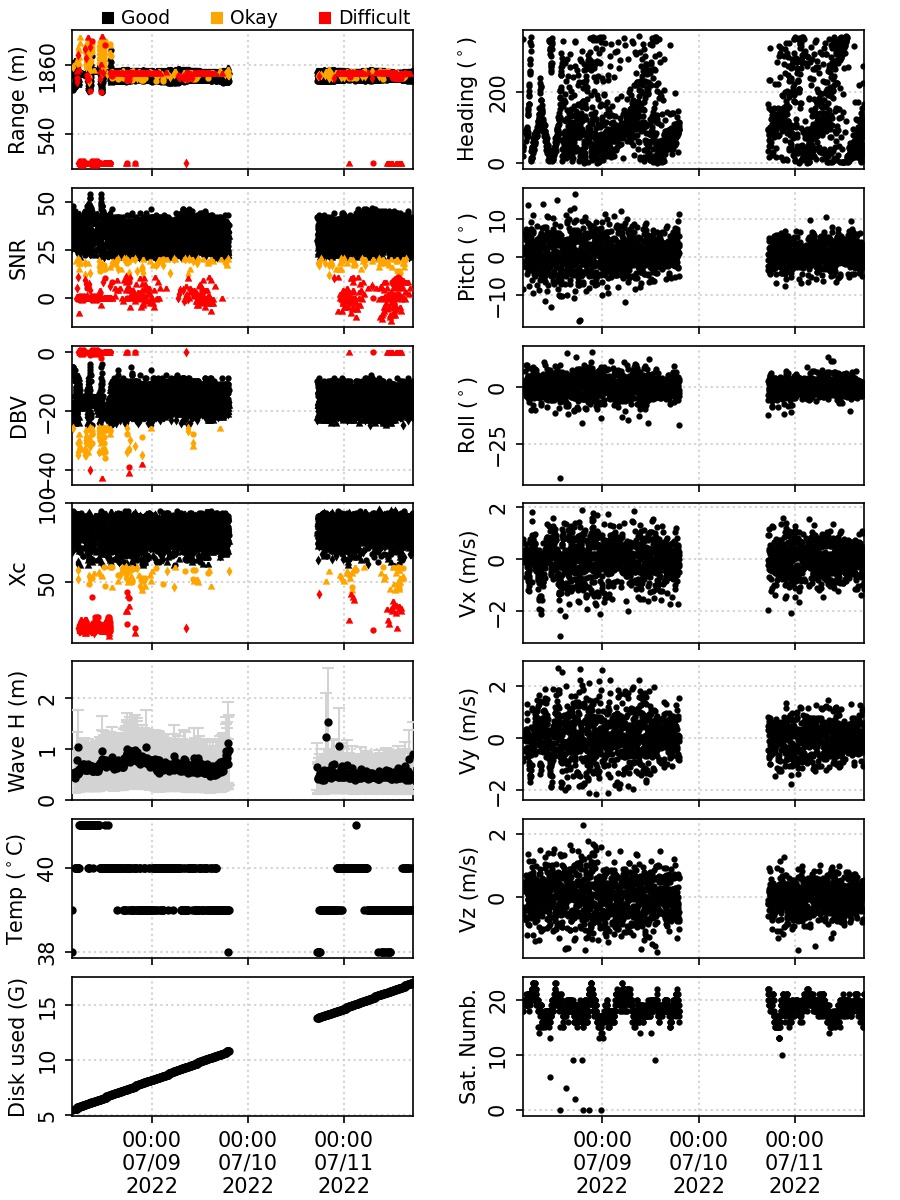 Good Okay Difficult
Range (m)
1860
540
Heading (°)
200
0
SNR
50
25
0
Pitch (°)
10
0
−10
DBV
0
−20
−40
Roll (°)
0
−25
Xc
100
50
Vx (m/s)
2
0
−2
Wave H (m)
2
1
0
Vy (m/s)
2
0
−2
Temp (°C)
40
38
Vz (m/s)
2
0
Disk used (G)
15
10
5
Sat. Numb.
20
10
0
00:00 00:00 00:00
07/09 07/10 07/11
2022 2022 2022
00:00 00:00 00:00
07/09 07/10 07/11
2022 2022 2022